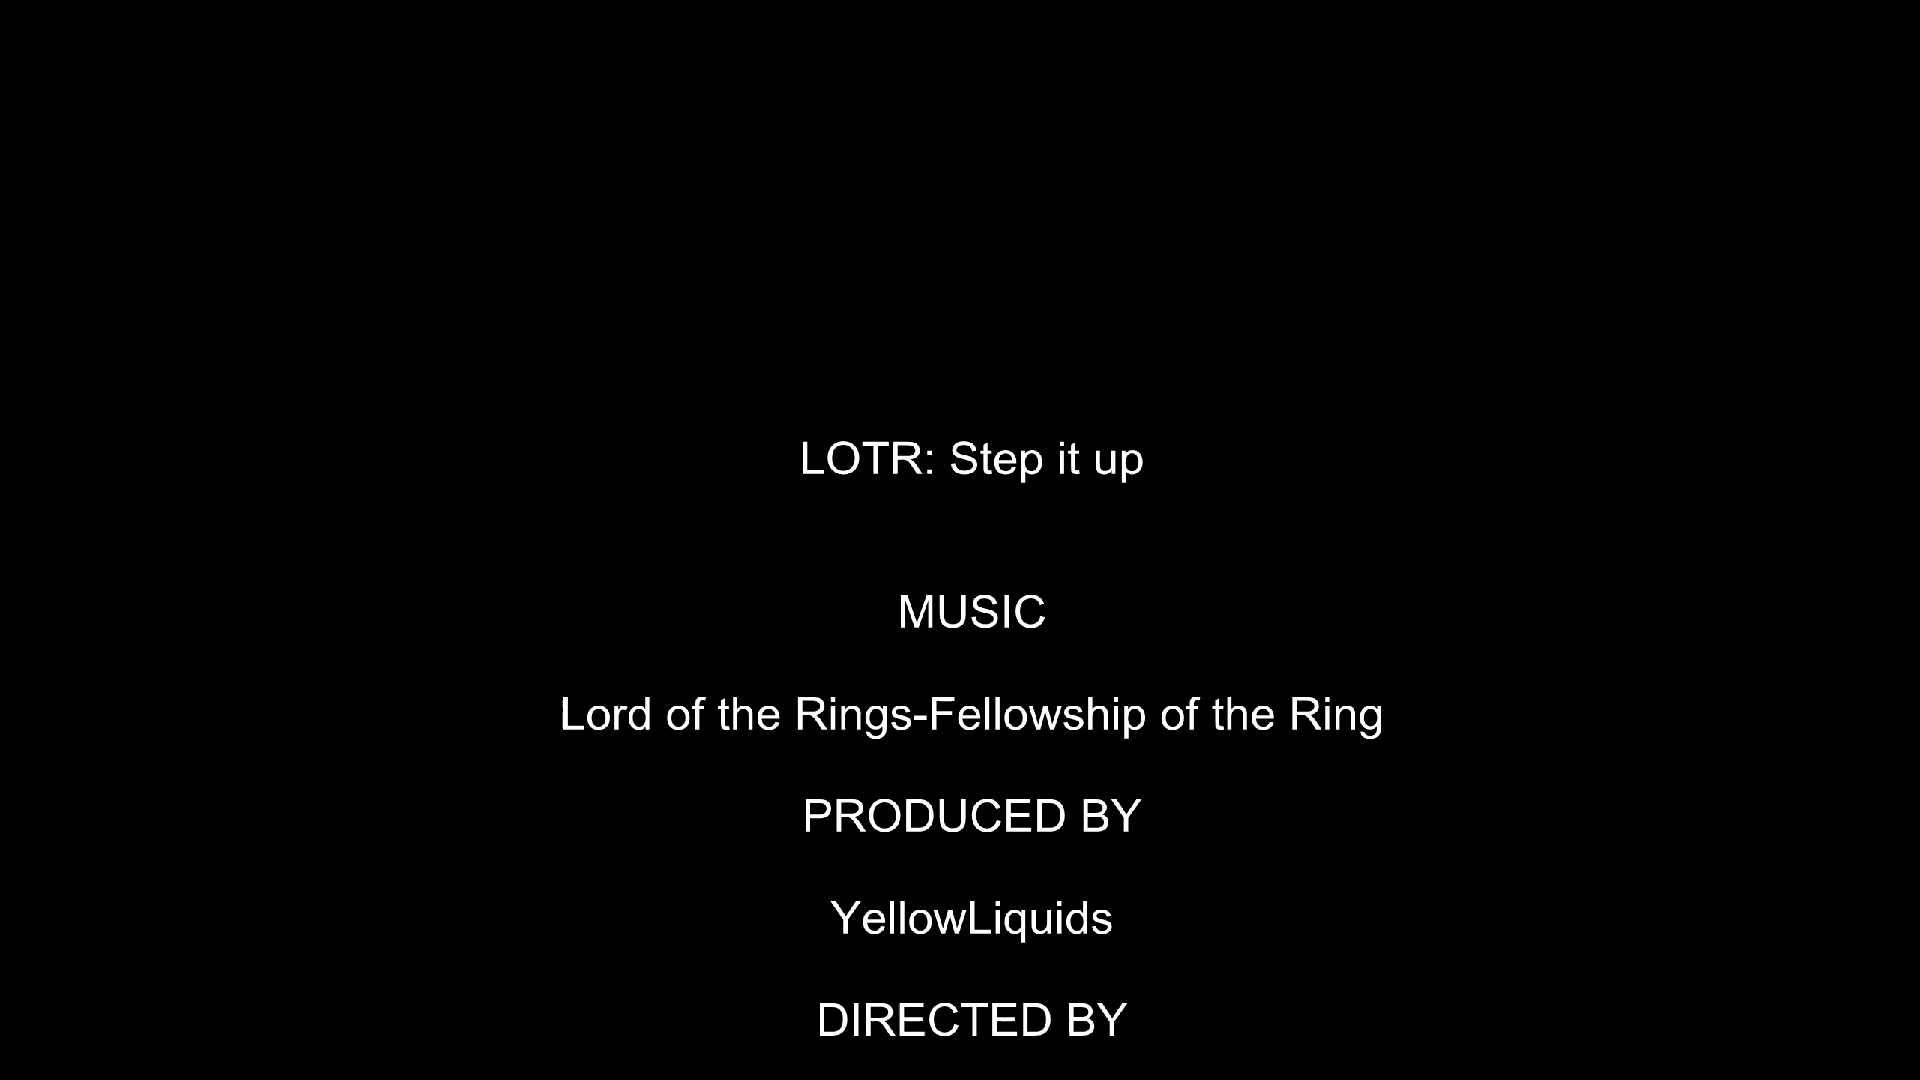 LOTR: Step it up
MUSIC
Lord of the Rings-Fellowship of the Ring
PRODUCED BY
YellowLiquids
DIRECTED BY